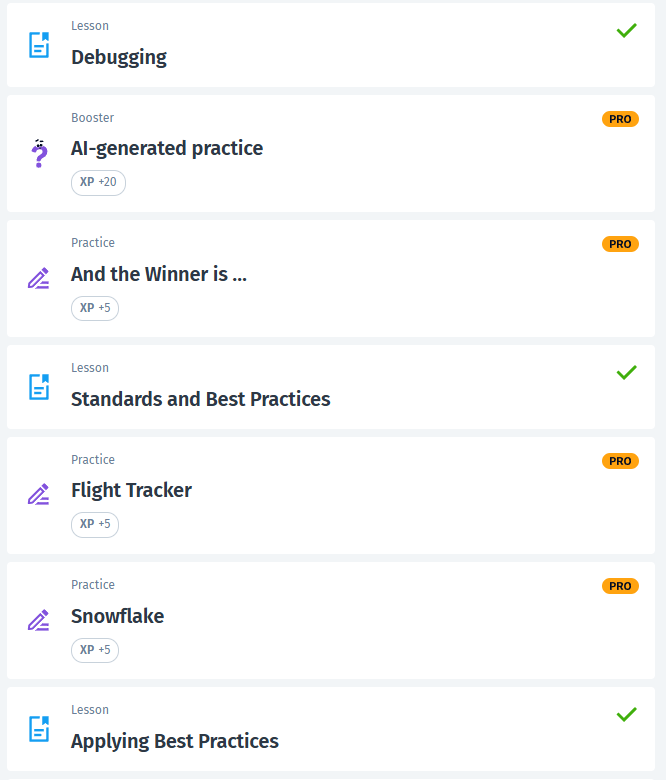 Lesson
Debugging
Booster
PRO
AI-generated practice
XP +20
Practice
PRO
And the Winner is ...
XP +5
Lesson
Standards and Best Practices
Practice
PRO
Flight Tracker
XP +5
Practice
PRO
Snowflake
XP +5
Lesson
Applying Best Practices